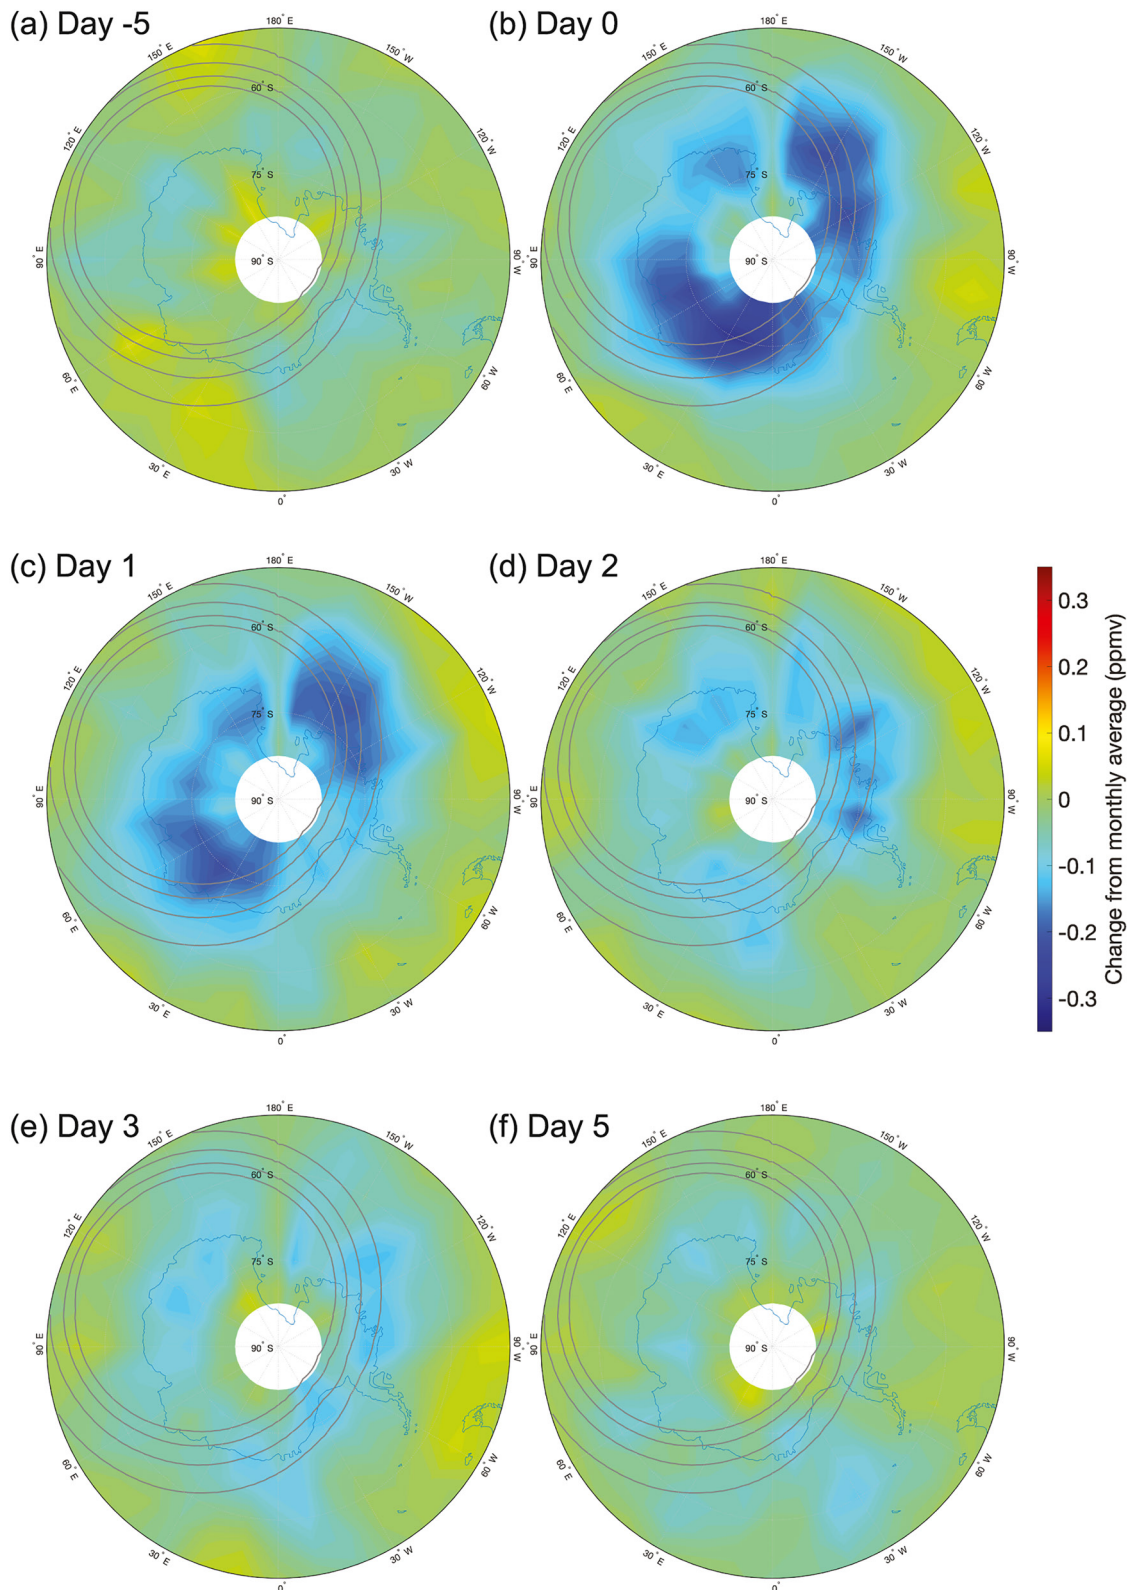 (a) Day -5
180° E
150° W
120° W
90° W
60° W
30° W
0°
30° E
60° E
90° E
120° E
150° E
60° S
75° S
90° S
(b) Day 0
180° E
150° W
120° W
90° W
60° W
30° W
0°
30° E
60° E
90° E
120° E
150° E
60° S
75° S
90° S
(c) Day 1
180° E
150° W
120° W
90° W
60° W
30° W
0°
30° E
60° E
90° E
120° E
150° E
60° S
75° S
90° S
(d) Day 2
180° E
150° W
120° W
90° W
60° W
30° W
0°
30° E
60° E
90° E
120° E
150° E
60° S
75° S
90° S
0.3
0.2
0.1
0
-0.1
-0.2
-0.3
Change from monthly average (ppmv)
(e) Day 3
180° E
150° W
120° W
90° W
60° W
30° W
0°
30° E
60° E
90° E
120° E
150° E
60° S
75° S
90° S
(f) Day 5
180° E
150° W
120° W
90° W
60° W
30° W
0°
30° E
60° E
90° E
120° E
150° E
60° S
75° S
90° S